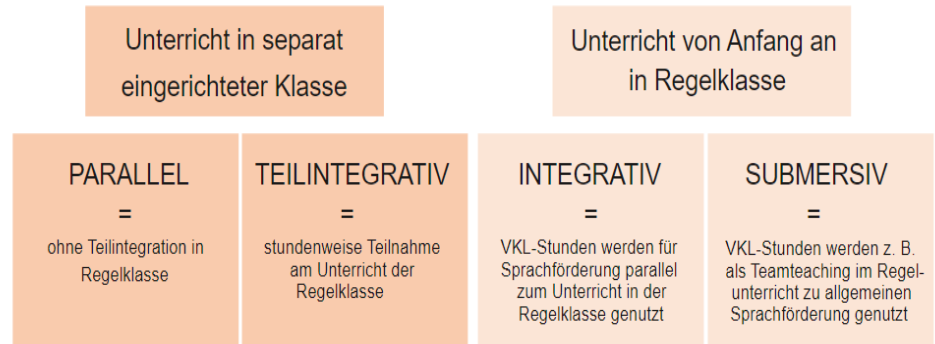 Unterricht in separat
eingerichteter Klasse
Unterricht von Anfang an
in Regelklasse
PARALLEL
=
ohne Teilintegration in
Regelklasse
TEILINTEGRATIV
=
stundenweise Teilnahme
am Unterricht der
Regelklasse
INTEGRATIV
=
VKL-Stunden werden für
Sprachförderung parallel
zum Unterricht in der
Regelklasse genutzt
SUBMERSIV
=
VKL-Stunden werden z. B.
als Teamteaching im Regel-
unterricht zu allgemeinen
Sprachförderung genutzt